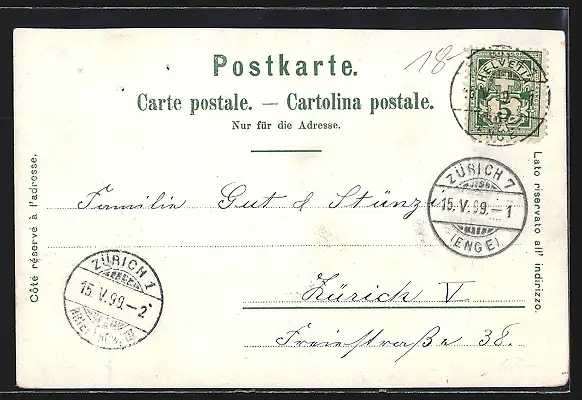 18-
Postkarte.
HELVETIA
5
Carte postale. — Cartolina postale.
Nur für die Adresse.
Côté réservé à l'adresse.
Lato riservato all' indirizzo.
ZÜRICH 7
15.V.99.-1
(ENGE)
Familie Gut & Stünzi
ZÜRICH 1
15.V.99.-2
Zürich V
Freiestraße 38.